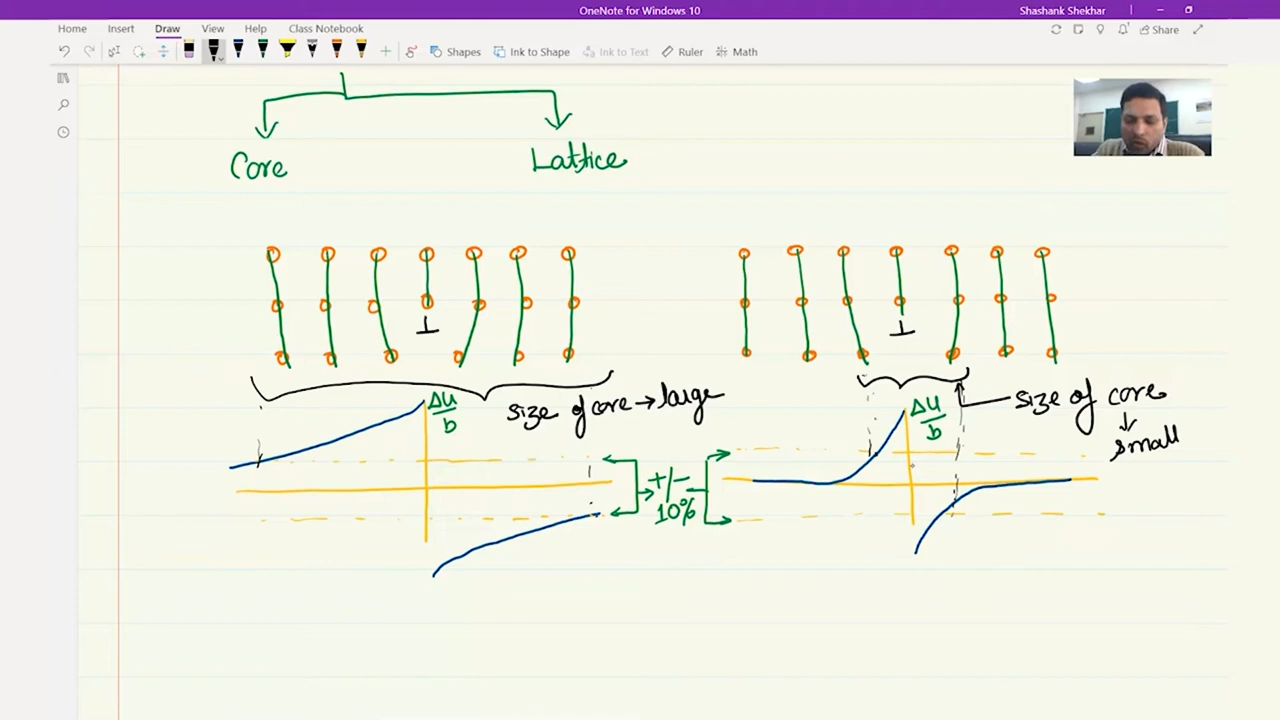 OneNote for Windows 10
Shashank Shekhar
Home Insert Draw View Help Class Notebook
Shapes Ink to Shape Ink to Text Ruler Math
Share
Core
Lattice
⊥
⊥
size of core → large
Δu/b
size of core
↓
small
Δu/b
+/-
10%